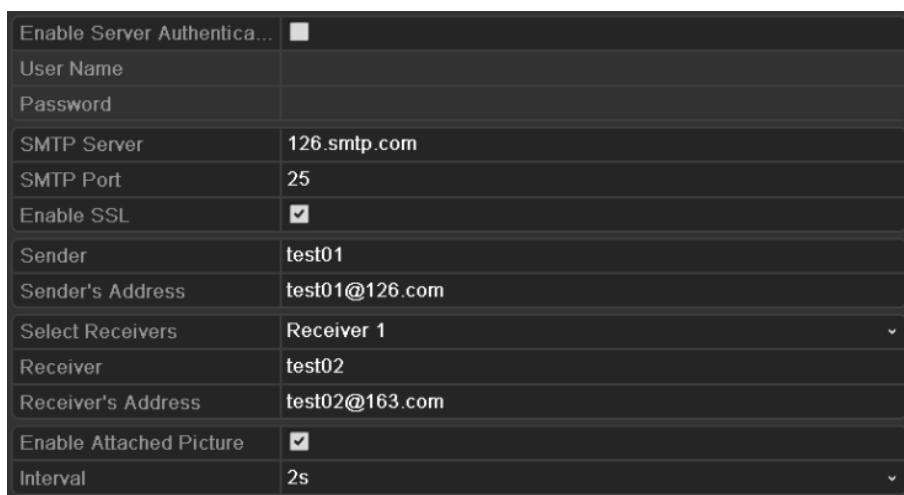 Enable Server Authentica...
User Name
Password
SMTP Server 126.smtp.com
SMTP Port 25
Enable SSL
Sender test01
Sender's Address test01@126.com
Select Receivers Receiver 1
Receiver test02
Receiver's Address test02@163.com
Enable Attached Picture
Interval 2s